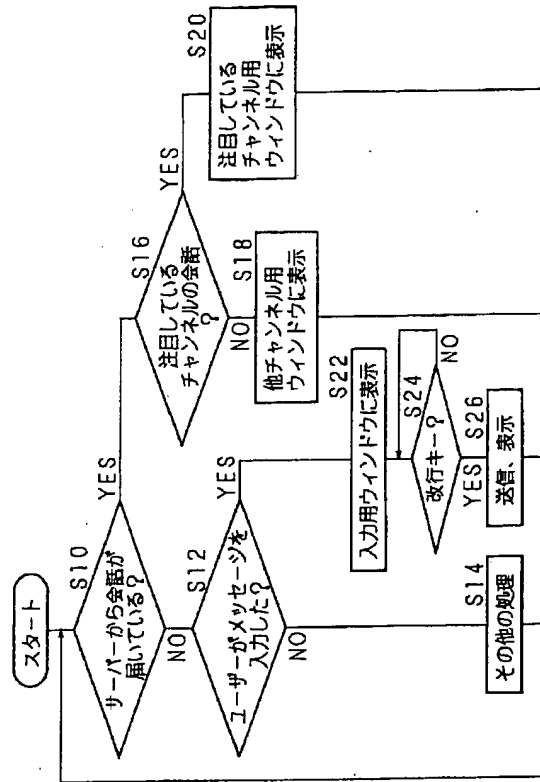 スタート
S10
サーバーから会話が
届いている?
YES
NO
S12
ユーザーがメッセージを
入力した?
YES
NO
S14
その他の処理
S16
注目している
チャンネルの会話
?
YES
NO
S18
他チャンネル用
ウィンドウに表示
S20
注目している
チャンネル用
ウィンドウに表示
S22
入力用ウィンドウに表示
S24
改行キー?
NO
YES
S26
送信、表示